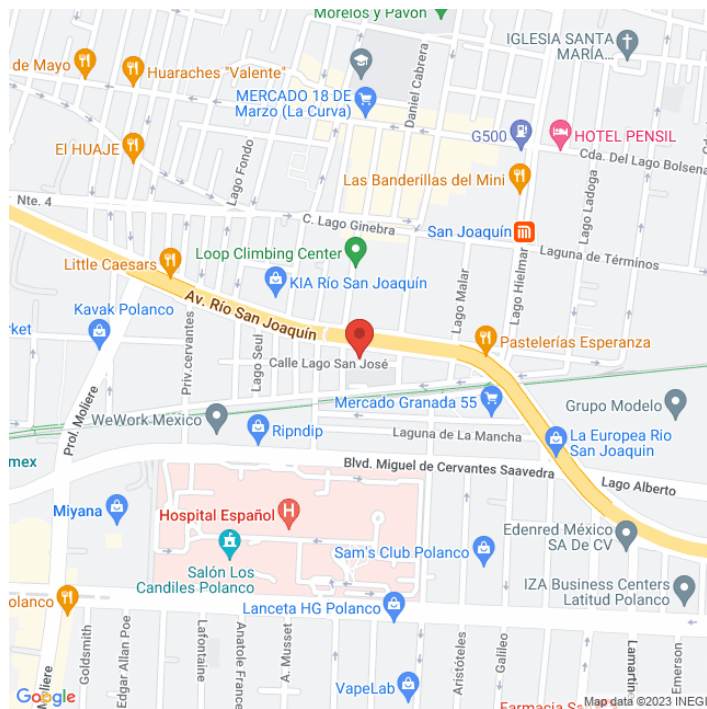 Morelos y Pavón
IGLESIA SANTA
MARÍA...
de Mayo
Huaraches "Valente"
Daniel Cabrera
MERCADO 18 DE
Marzo (La Curva)
G500
HOTEL PENSIL
El HUAJE
Cda. Del Lago Bolsena
Lago Fondo
Las Banderillas del Mini
Lago Ladoga
Nte. 4
C. Lago Ginebra
San Joaquín
Laguna de Términos
Loop Climbing Center
Little Caesars
KIA Río San Joaquín
Lago Hielmar
Lago Malar
Av. Río San Joaquín
Kavak Polanco
arket
Priv.cervantes
Lago Seul
Pastelerías Esperanza
Calle Lago San José
Prol. Moliere
Mercado Granada 55
Grupo Modelo
WeWork Mexico
Ripndip
Laguna de La Mancha
La Europea Rio
San Joaquin
mex
Blvd. Miguel de Cervantes Saavedra
Lago Alberto
Miyana
Hospital Español
Edenred México
SA De CV
Salón Los
Candiles Polanco
Sam's Club Polanco
IZA Business Centers
Latitud Polanco
Polanco
Lanceta HG Polanco
Moliere
Goldsmith
Edgar Allan Poe
Lafontaine
Anatole France
A. Musset
Aristóteles
Galileo
Lamartin
Emerson
VapeLab
Google
Map data ©2023 INEGI